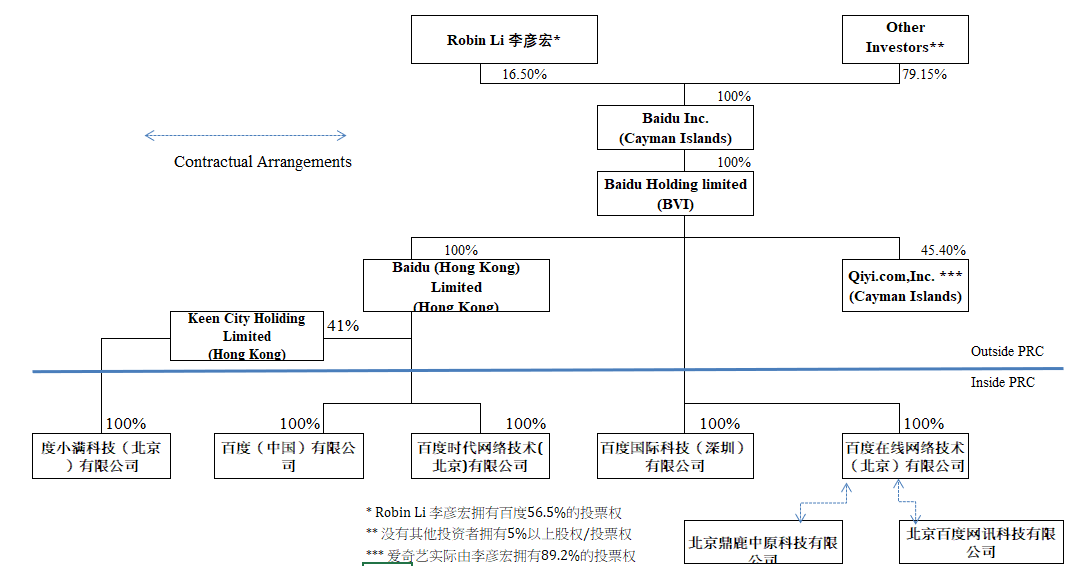 Robin Li 李彦宏*
Other
Investors**
16.50%
79.15%
100%
Baidu Inc.
(Cayman Islands)
Contractual Arrangements
100%
Baidu Holding limited
(BVI)
100%
45.40%
Baidu (Hong Kong)
Limited
(Hong Kong)
Qiyi.com,Inc. ***
(Cayman Islands)
Keen City Holiding
Limited
(Hong Kong)
41%
Outside PRC
Inside PRC
100%
100%
100%
100%
100%
度小满科技（北京
）有限公司
百度（中国）有限公
司
百度时代网络技术(
北京)有限公司
百度国际科技（深圳）
有限公司
百度在线网络技术
（北京）有限公司
* Robin Li 李彦宏拥有百度56.5%的投票权
** 没有其他投资者拥有5%以上股权/投票权
*** 爱奇艺实际由李彦宏拥有89.2%的投票权
北京鼎鹿中原科技有限
公司
北京百度网讯科技有限
公司